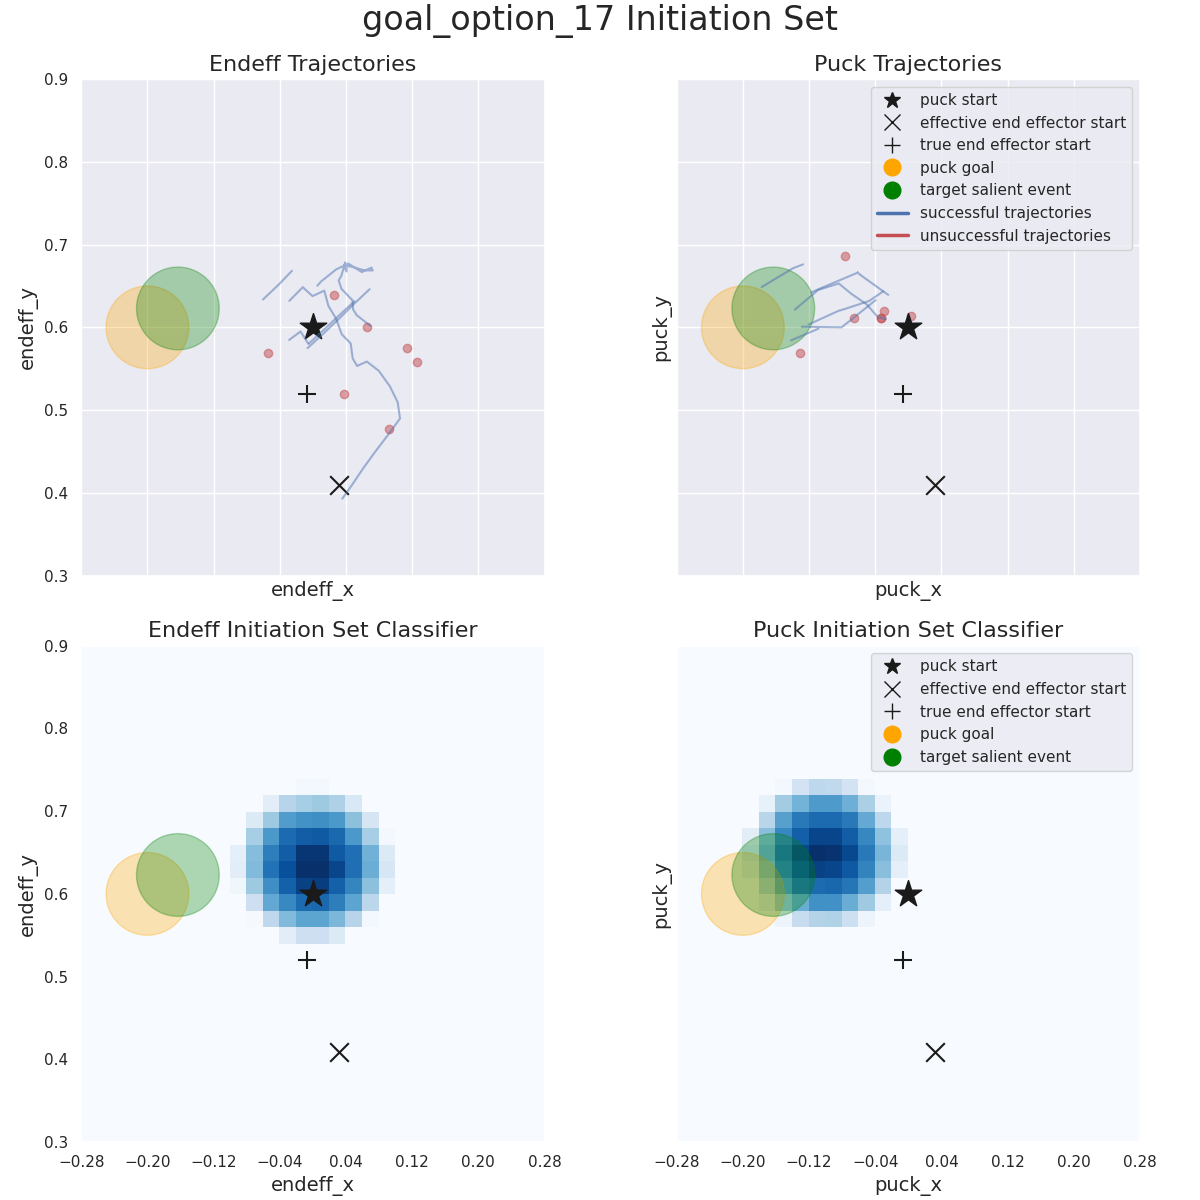 goal_option_17 Initiation Set
Endeff Trajectories
endeff_y
0.9
0.8
0.7
0.6
0.5
0.4
0.3
endeff_x
Puck Trajectories
puck_y
puck start
effective end effector start
true end effector start
puck goal
target salient event
successful trajectories
unsuccessful trajectories
puck_x
Endeff Initiation Set Classifier
endeff_y
0.9
0.8
0.7
0.6
0.5
0.4
0.3
−0.28 −0.20 −0.12 −0.04 0.04 0.12 0.20 0.28
endeff_x
Puck Initiation Set Classifier
puck_y
puck start
effective end effector start
true end effector start
puck goal
target salient event
−0.28 −0.20 −0.12 −0.04 0.04 0.12 0.20 0.28
puck_x